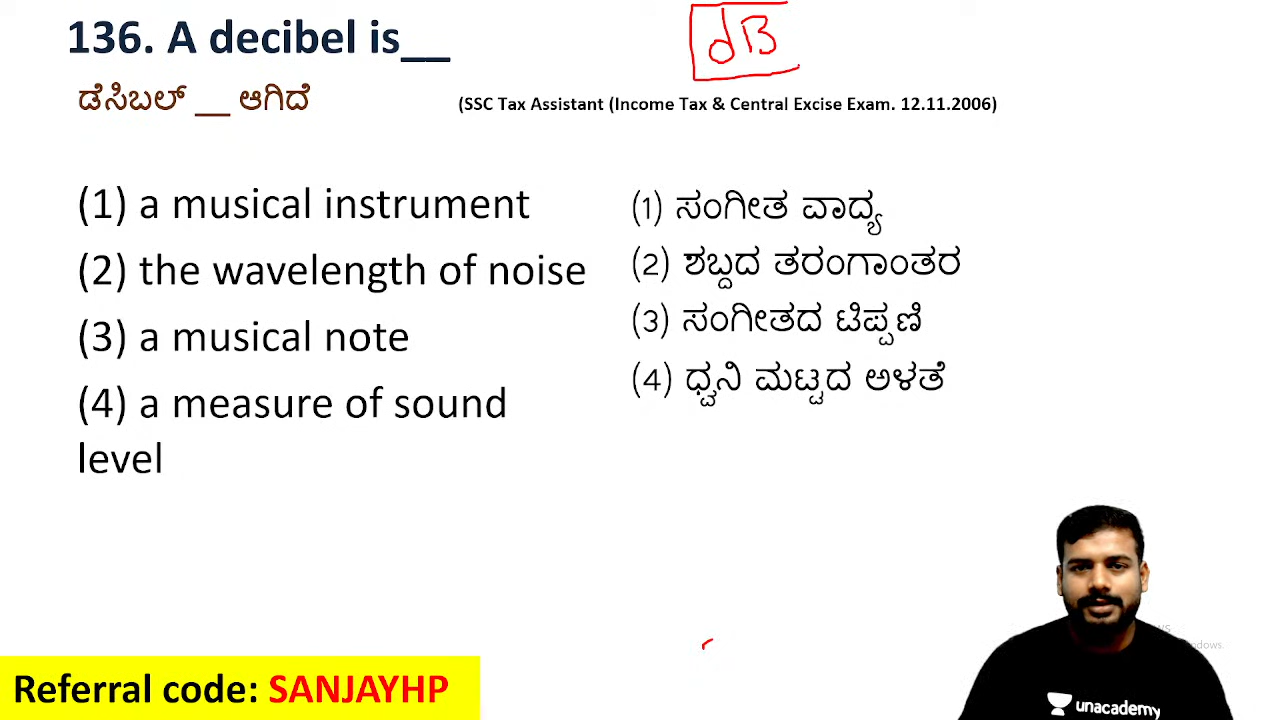 136. A decibel is__
dB
ಡೆಸಿಬಲ್ __ ಆಗಿದೆ
(SSC Tax Assistant (Income Tax & Central Excise Exam. 12.11.2006)
(1) a musical instrument
(2) the wavelength of noise
(3) a musical note
(4) a measure of sound
level
(1) ಸಂಗೀತ ವಾದ್ಯ
(2) ಶಬ್ದದ ತರಂಗಾಂತರ
(3) ಸಂಗೀತದ ಟಿಪ್ಪಣಿ
(4) ಧ್ವನಿ ಮಟ್ಟದ ಅಳತೆ
unacademy
Referral code: SANJAYHP